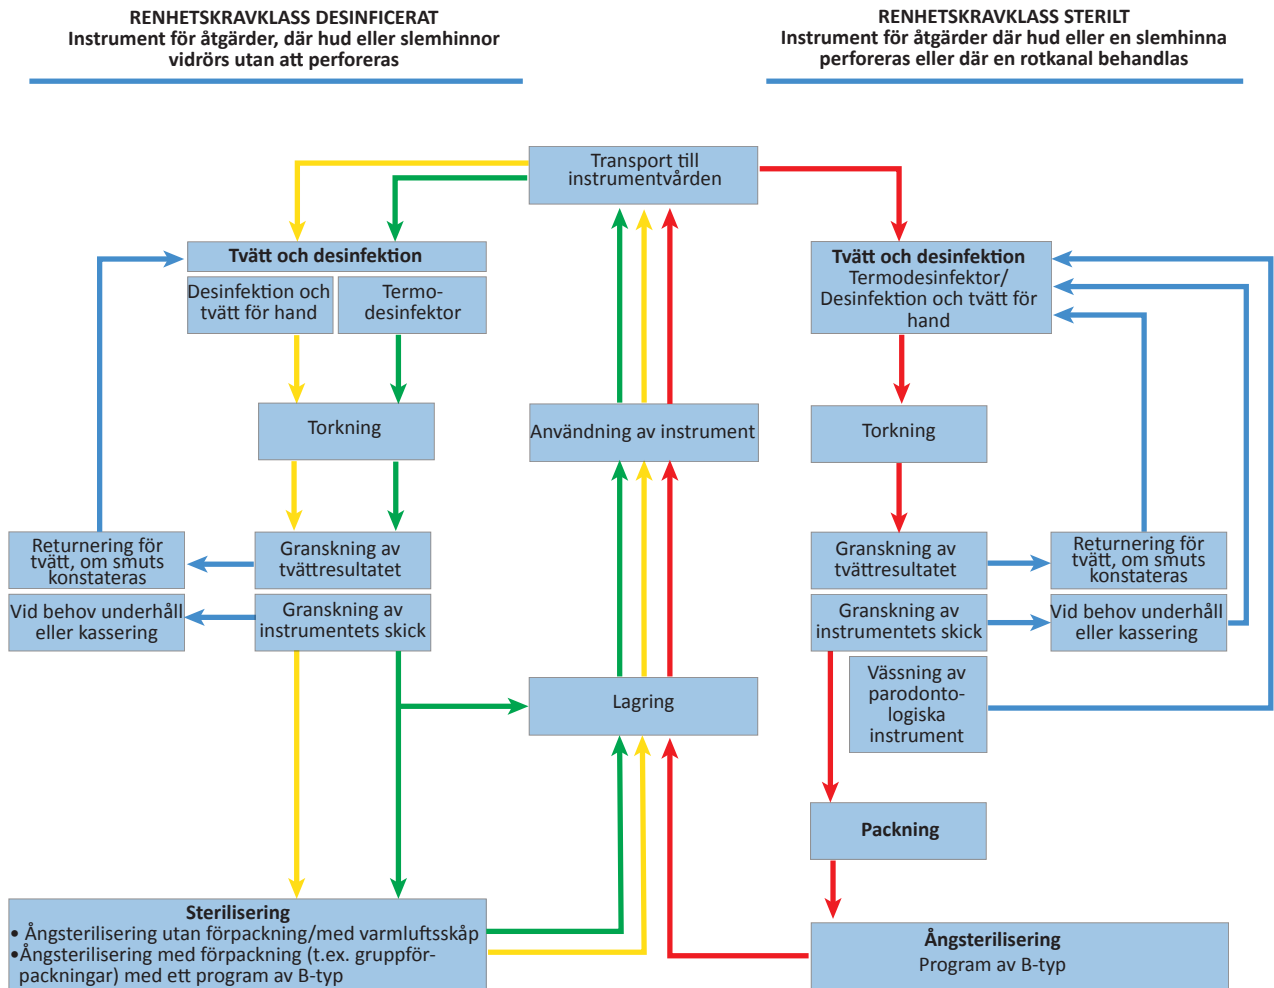 RENHETSKRAVKLASS DESINFICERAT
Instrument för åtgärder, där hud eller slemhinnor
vidrörs utan att perforeras
RENHETSKRAVKLASS STERILT
Instrument för åtgärder där hud eller en slemhinna
perforeras eller där en rotkanal behandlas
Transport till
instrumentvården
Tvätt och desinfektion
Desinfektion och
tvätt för hand
Termo-
desinfektor
Tvätt och desinfektion
Termodesinfektor/
Desinfektion och tvätt för
hand
Torkning
Användning av instrument
Torkning
Returnering för
tvätt, om smuts
konstateras
Granskning av
tvättresultatet
Granskning av
tvättresultatet
Returnering för
tvätt, om smuts
konstateras
Vid behov underhåll
eller kassering
Granskning av
instrumentets skick
Granskning av
instrumentets skick
Vid behov underhåll
eller kassering
Lagring
Vässning av
parodonto-
logiska
instrument
Packning
Sterilisering
• Ångsterilisering utan förpackning/med varmluftsskåp
•Ångsterilisering med förpackning (t.ex. gruppför-
packningar) med ett program av B-typ
Ångsterilisering
Program av B-typ